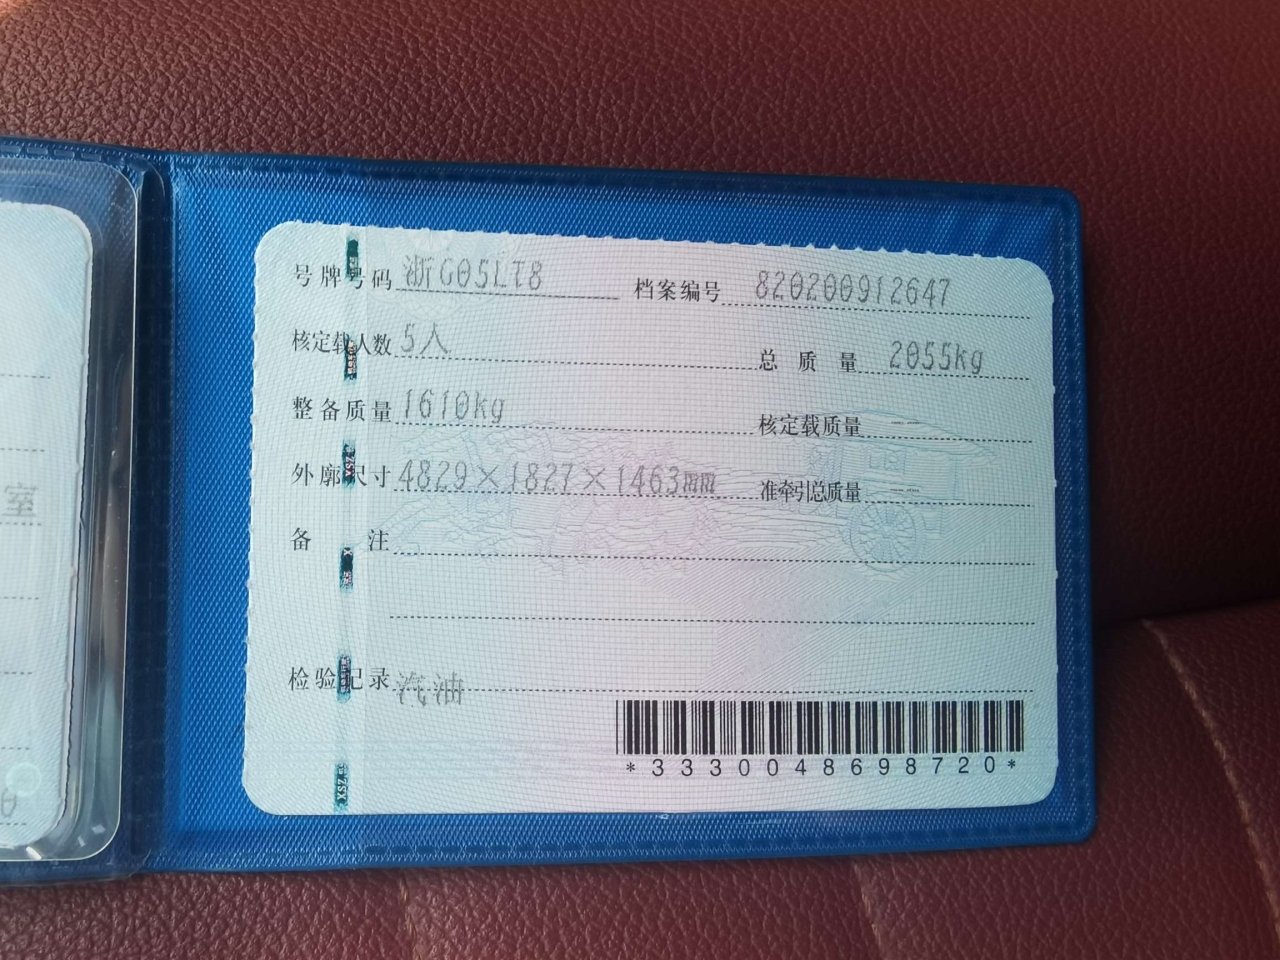 号牌号码 浙G05LT8 档案编号 820200912647
核定载人数 5人 总质量 2055kg
整备质量 1610kg 核定载质量 --
外廓尺寸 4829×1827×1463mm 准牵引总质量 --
备注
检验记录 汽油
*3330048698720*
室